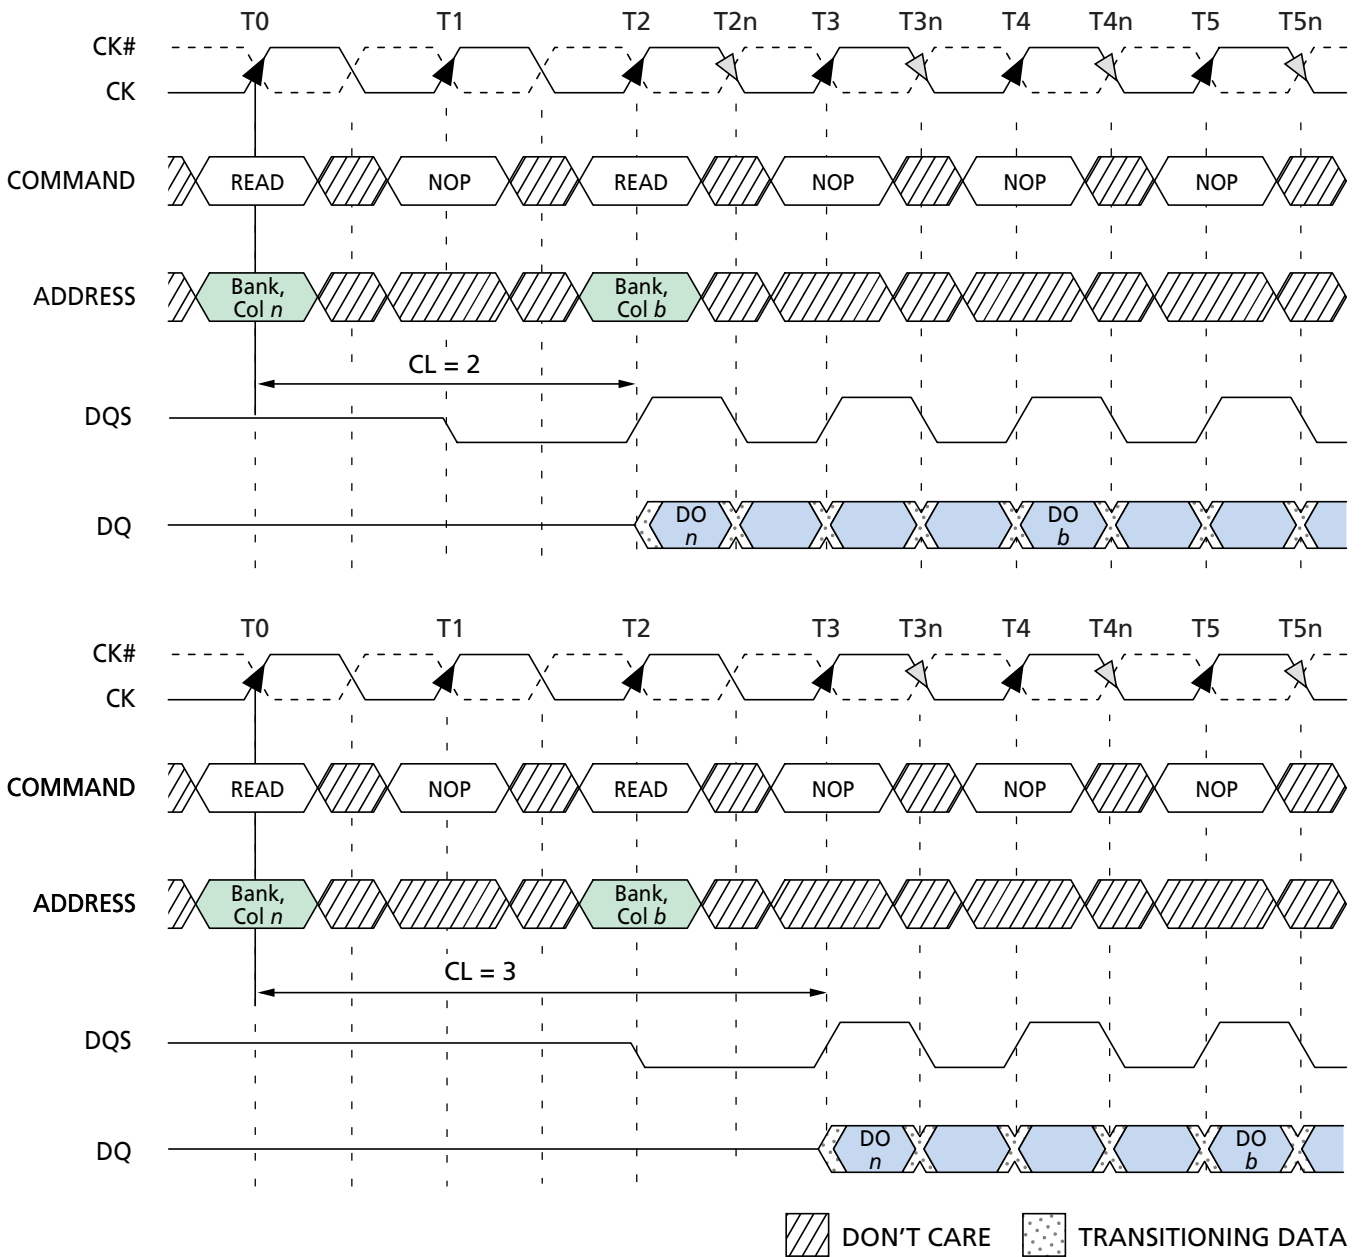 T0 T1 T2 T2n T3 T3n T4 T4n T5 T5n
CK#
CK
COMMAND READ NOP READ NOP NOP NOP
ADDRESS Bank, Col n Bank, Col b
CL = 2
DQS
DQ DO n DO b
T0 T1 T2 T3 T3n T4 T4n T5 T5n
CK#
CK
COMMAND READ NOP READ NOP NOP NOP
ADDRESS Bank, Col n Bank, Col b
CL = 3
DQS
DQ DO n DO b
DON'T CARE TRANSITIONING DATA